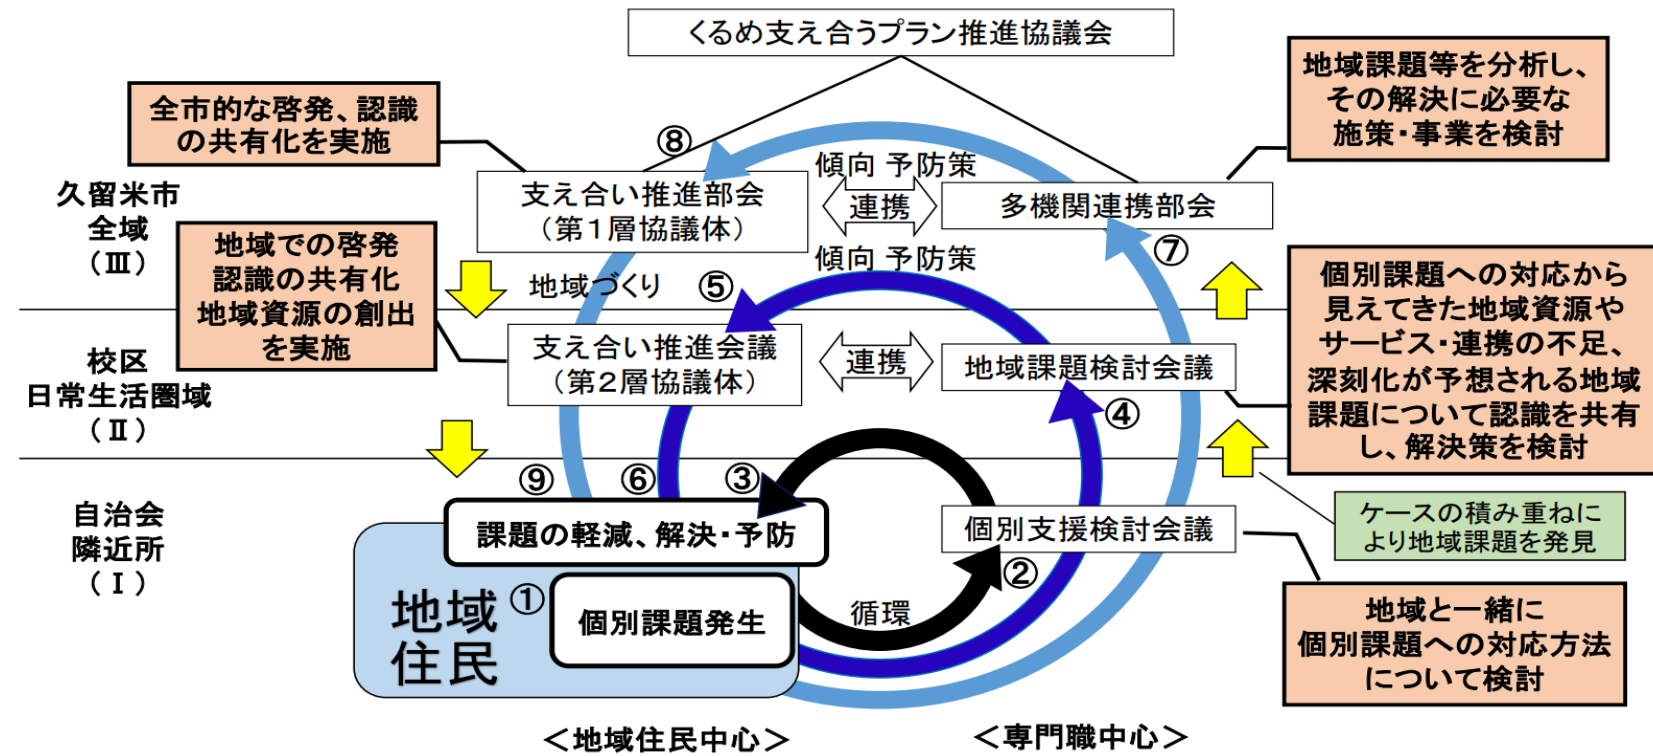 くるめ支え合うプラン推進協議会
全市的な啓発、認識
の共有化を実施
地域課題等を分析し、
その解決に必要な
施策・事業を検討
⑧
傾向 予防策
支え合い推進部会
(第1層協議体)
連携
多機関連携部会
久留米市
全域
(Ⅲ)
地域での啓発
認識の共有化
地域資源の創出
を実施
⑦
傾向 予防策
地域づくり
⑤
個別課題への対応から
見えてきた地域資源や
サービス・連携の不足、
深刻化が予想される地域
課題について認識を共有
し、解決策を検討
支え合い推進会議
(第2層協議体)
連携
地域課題検討会議
④
校区
日常生活圏域
(Ⅱ)
⑨
⑥
③
課題の軽減、解決・予防
個別支援検討会議
②
ケースの積み重ねに
より地域課題を発見
自治会
隣近所
(Ⅰ)
地域
住民
①
個別課題発生
循環
地域と一緒に
個別課題への対応方法
について検討
<地域住民中心>
<専門職中心>